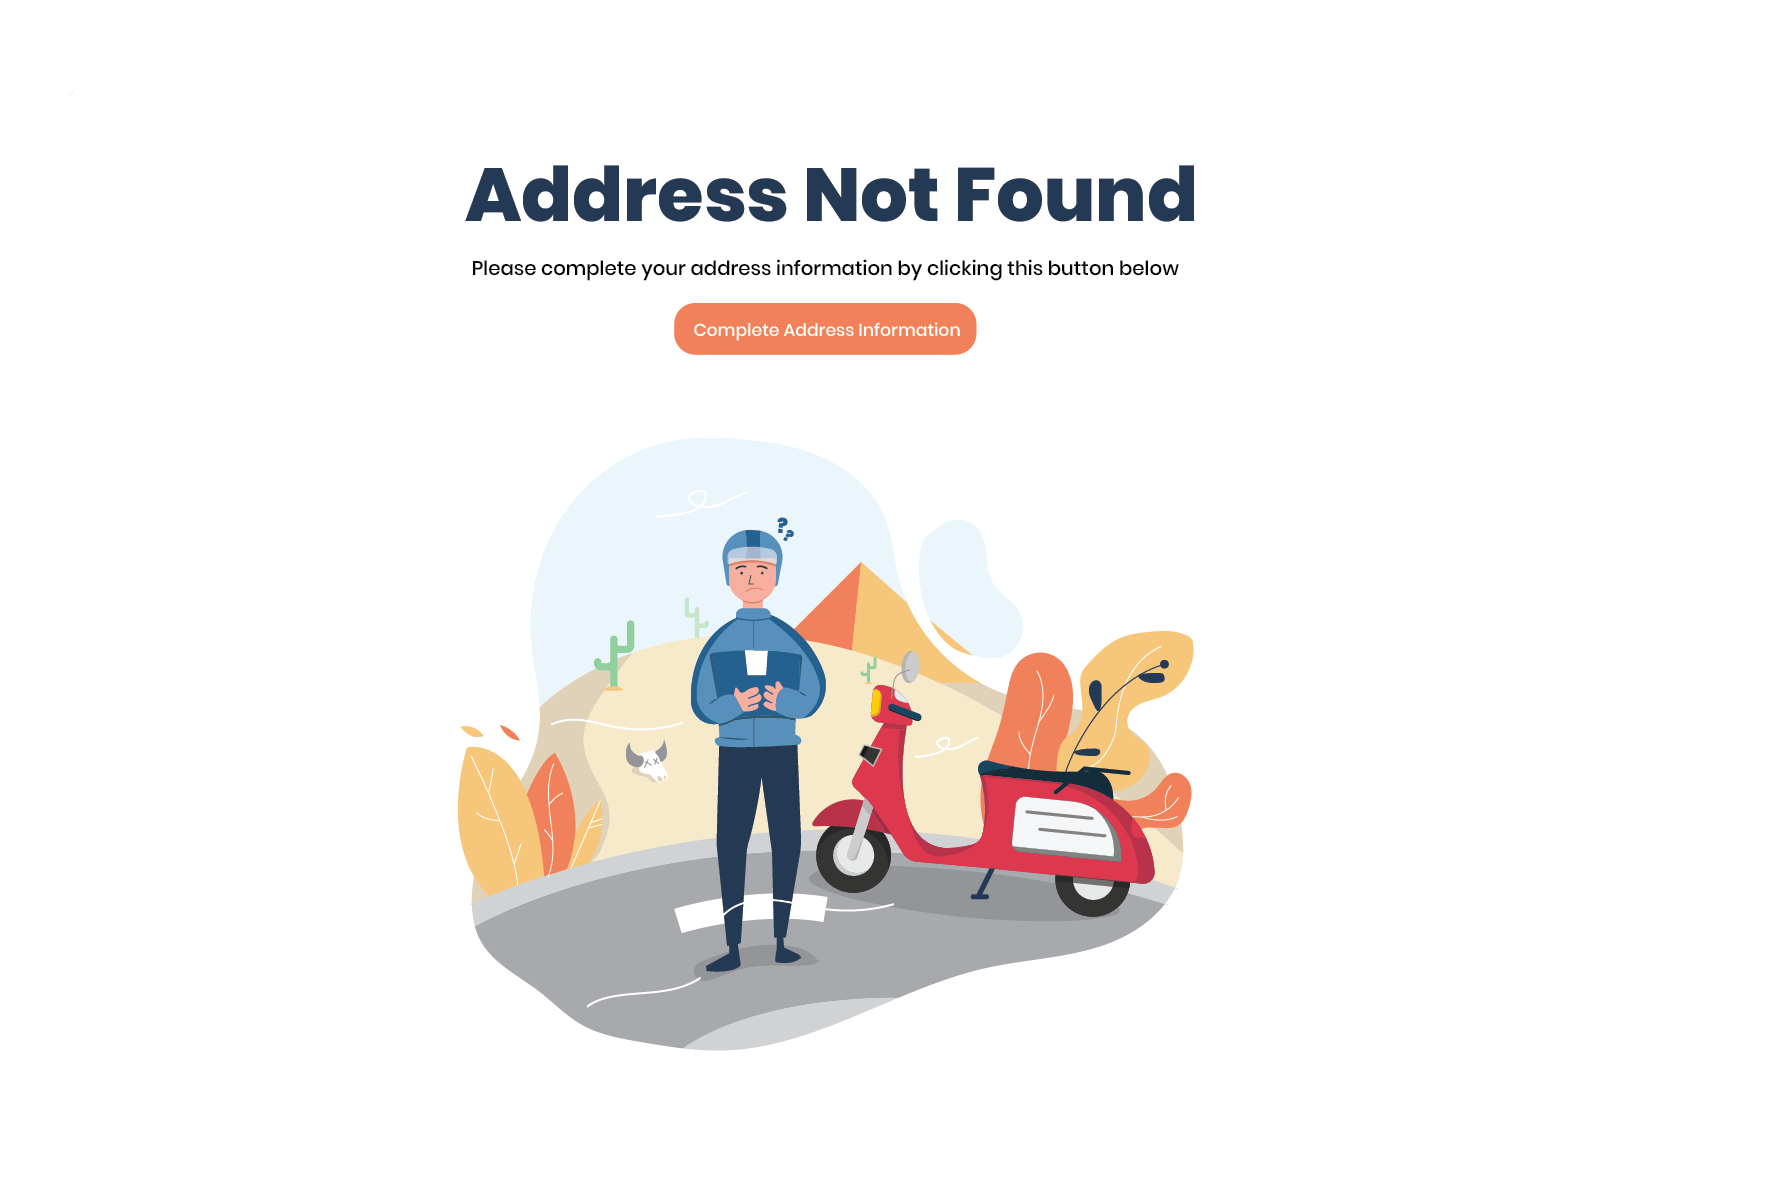 Address Not Found
Please complete your address information by clicking this button below
Complete Address Information
? ?